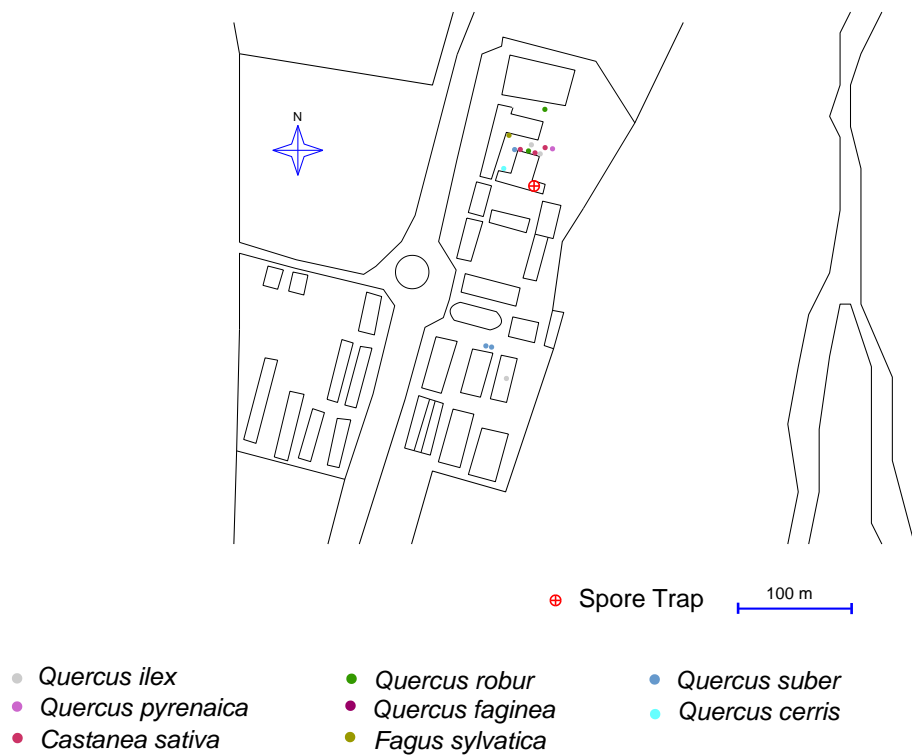 N
Spore Trap
100 m
Quercus ilex
Quercus robur
Quercus suber
Quercus pyrenaica
Quercus faginea
Quercus cerris
Castanea sativa
Fagus sylvatica